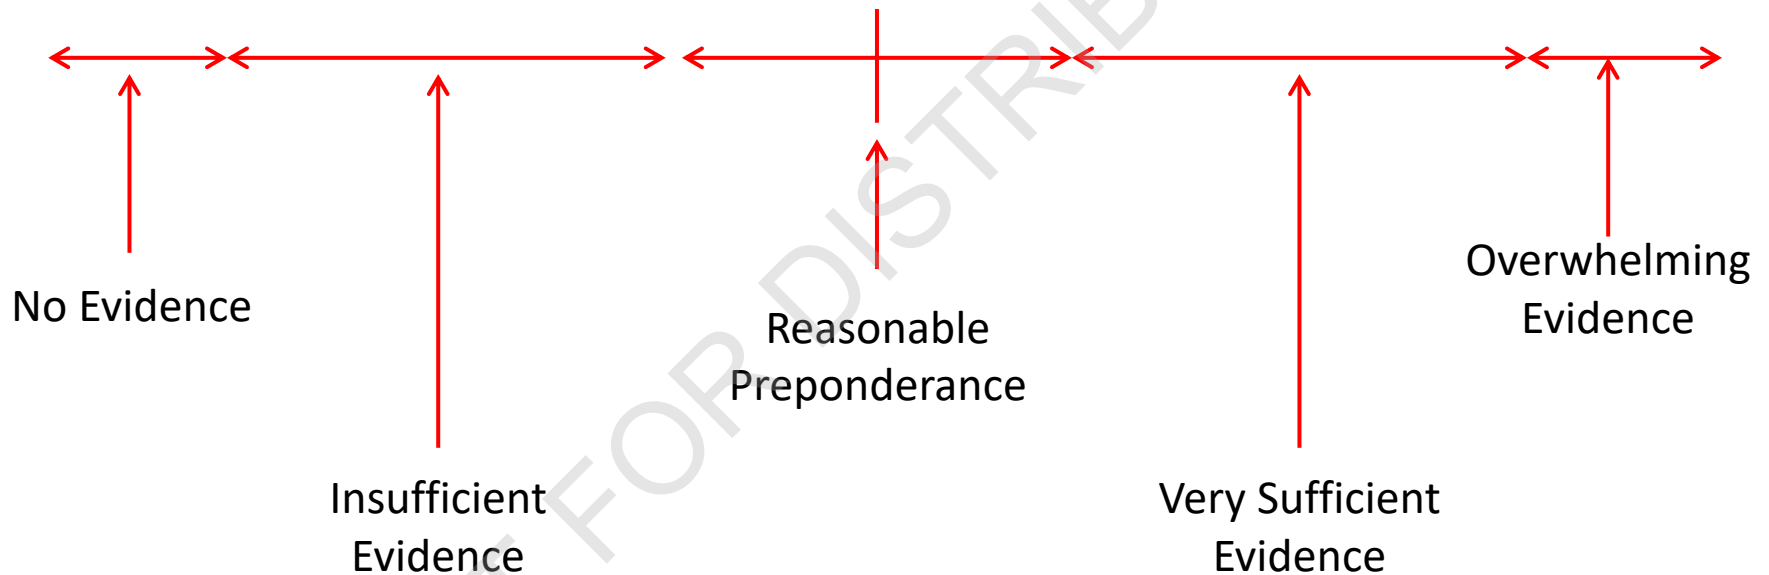 No Evidence
Insufficient
Evidence
Reasonable
Preponderance
Very Sufficient
Evidence
Overwhelming
Evidence
FOR DISTRIB